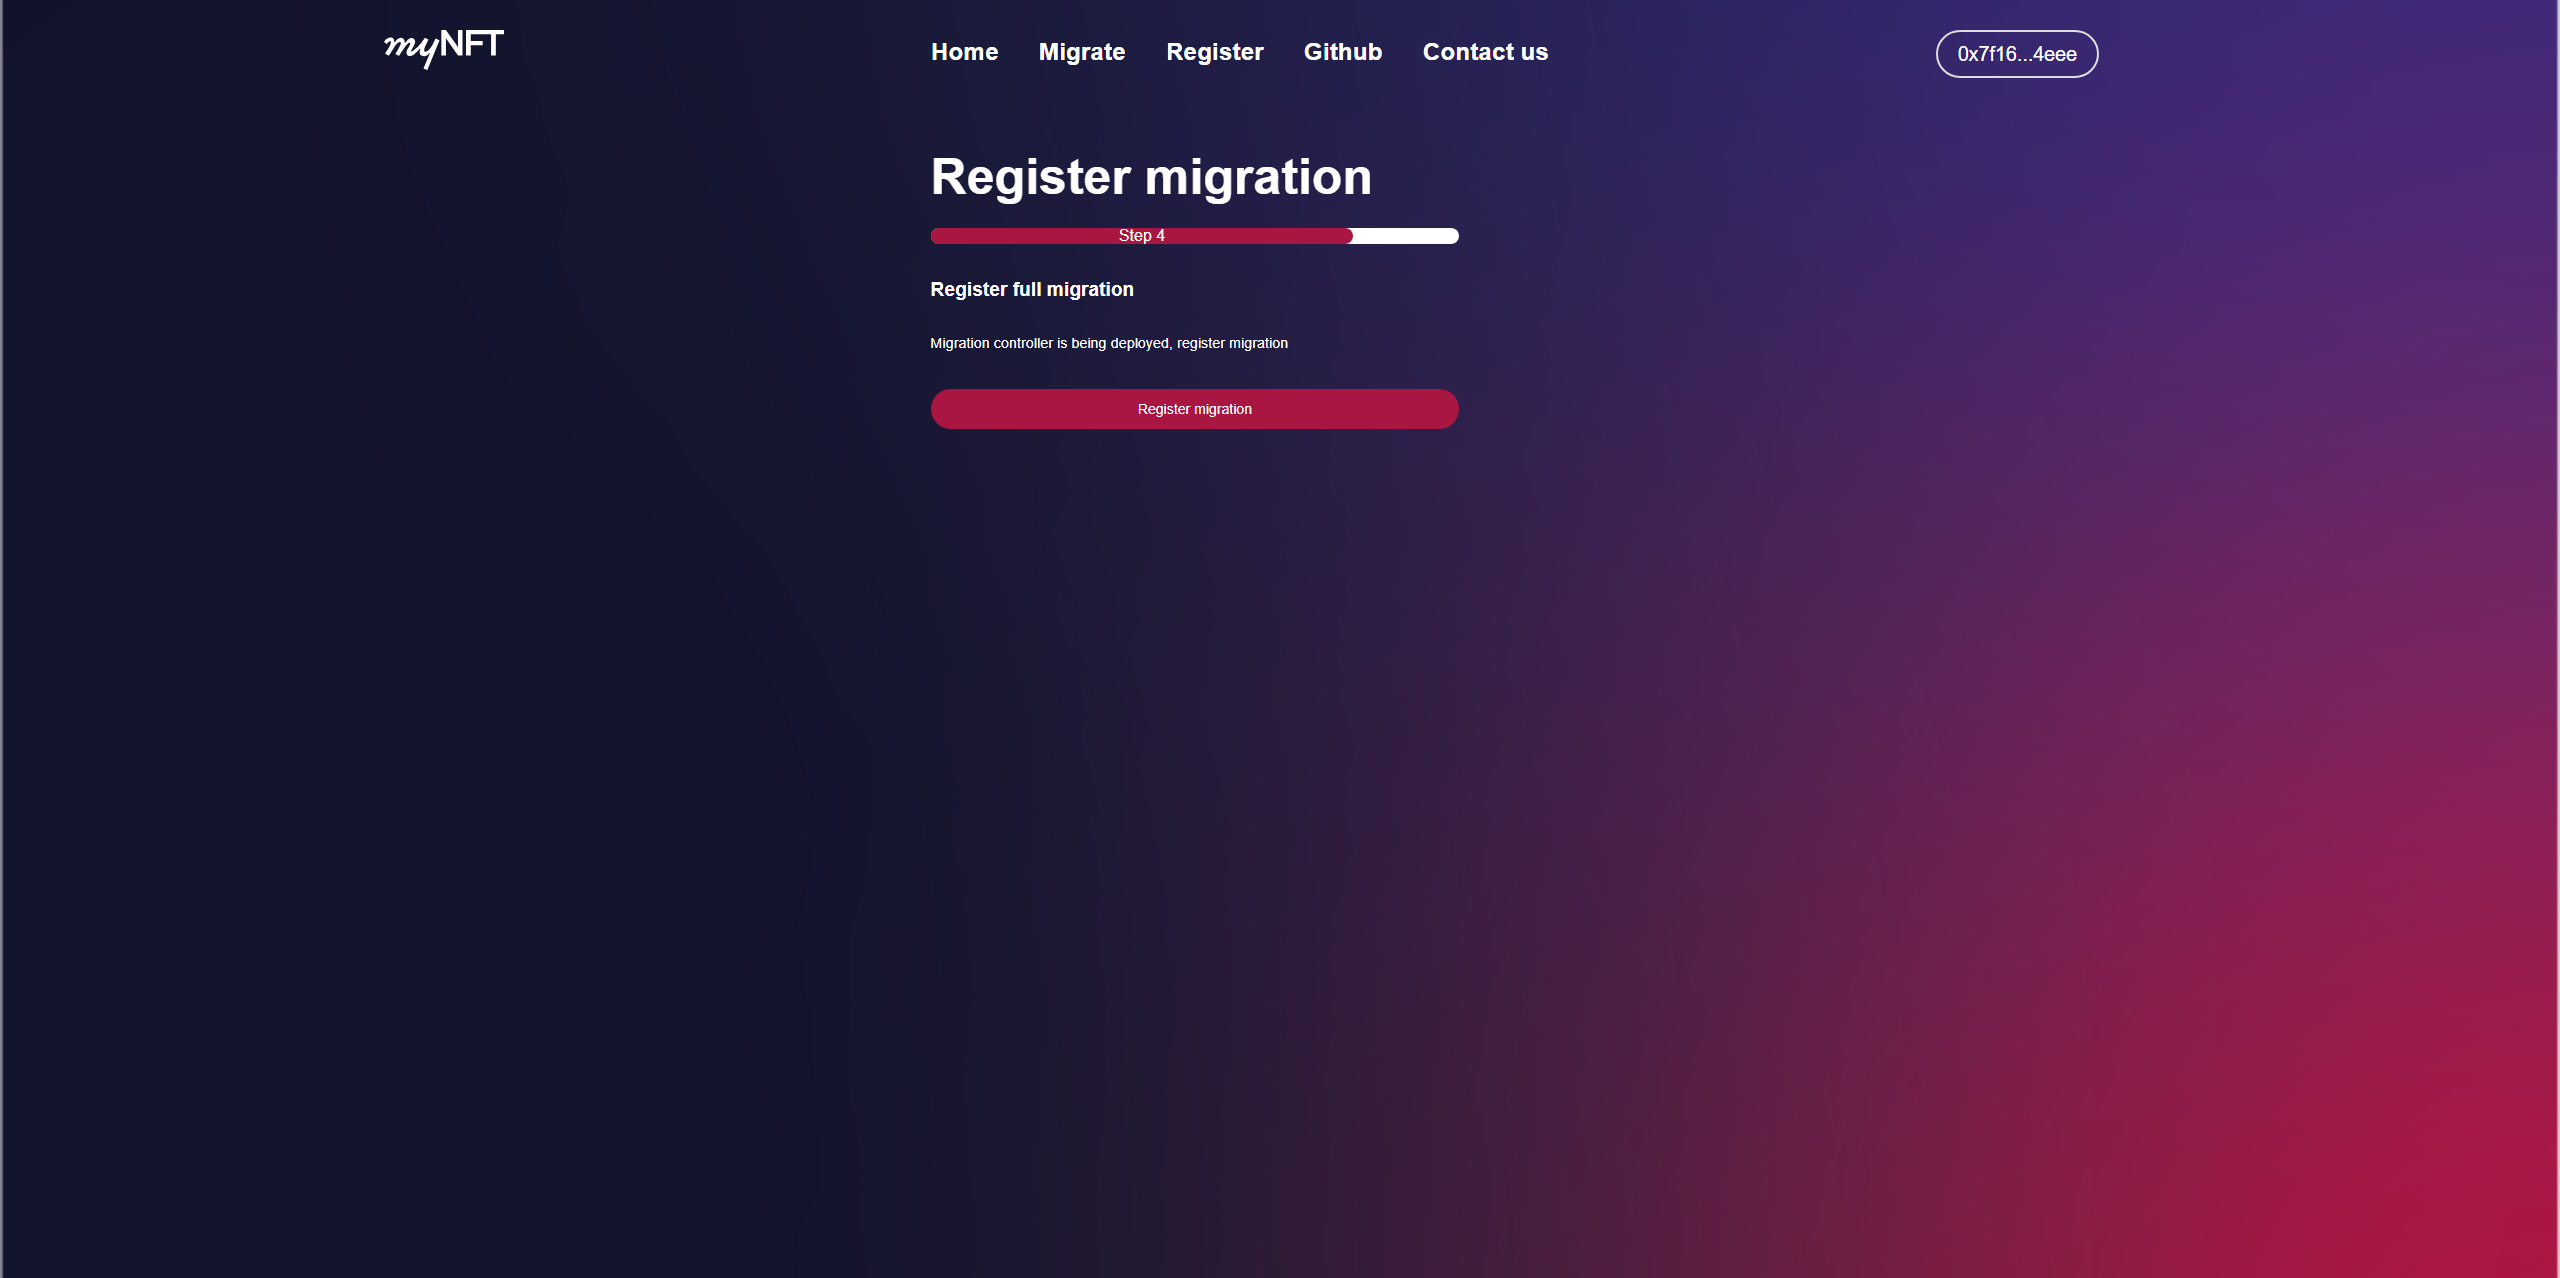 myNFT
Home Migrate Register Github Contact us
0x7f16...4eee
Register migration
Step 4
Register full migration
Migration controller is being deployed, register migration
Register migration